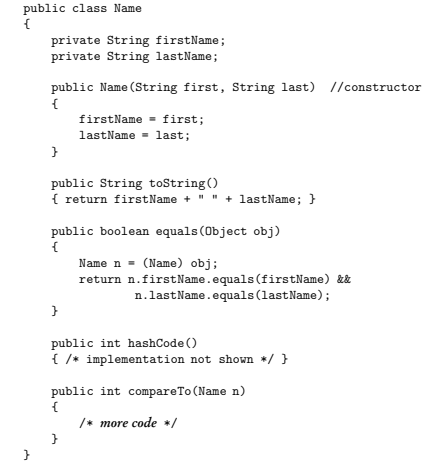 public class Name
{
private String firstName;
private String lastName;
public Name(String first, String last) //constructor
{
firstName = first;
lastName = last;
}
public String toString()
{ return firstName + " " + lastName; }
public boolean equals(Object obj)
{
Name n = (Name) obj;
return n.firstName.equals(firstName) &&
n.lastName.equals(lastName);
}
public int hashCode()
{ /* implementation not shown */ }
public int compareTo(Name n)
{
/* more code */
}
}